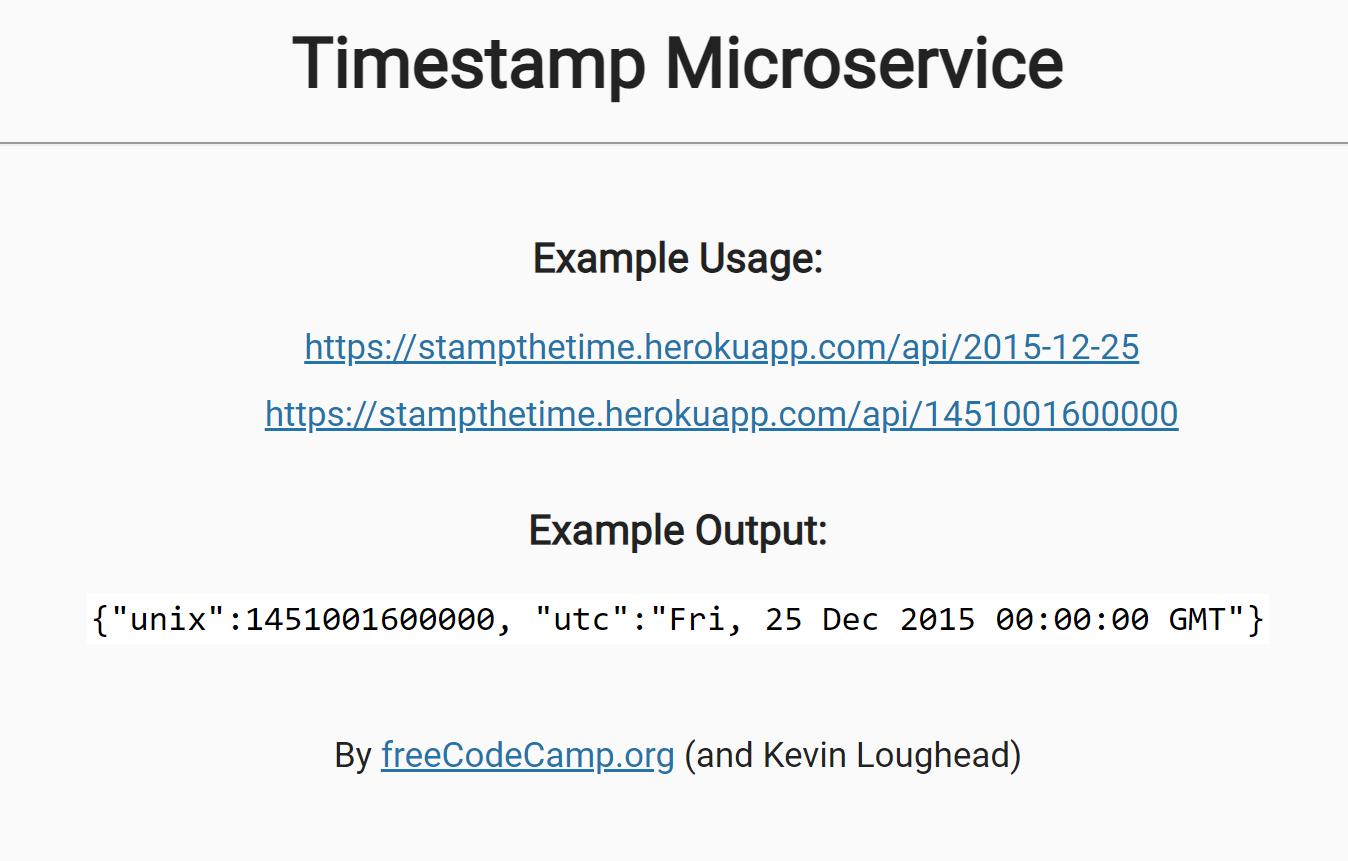 Timestamp Microservice
Example Usage:
https://stampthetime.herokuapp.com/api/2015-12-25
https://stampthetime.herokuapp.com/api/1451001600000
Example Output:
{"unix":1451001600000, "utc":"Fri, 25 Dec 2015 00:00:00 GMT"}
By freeCodeCamp.org (and Kevin Loughead)